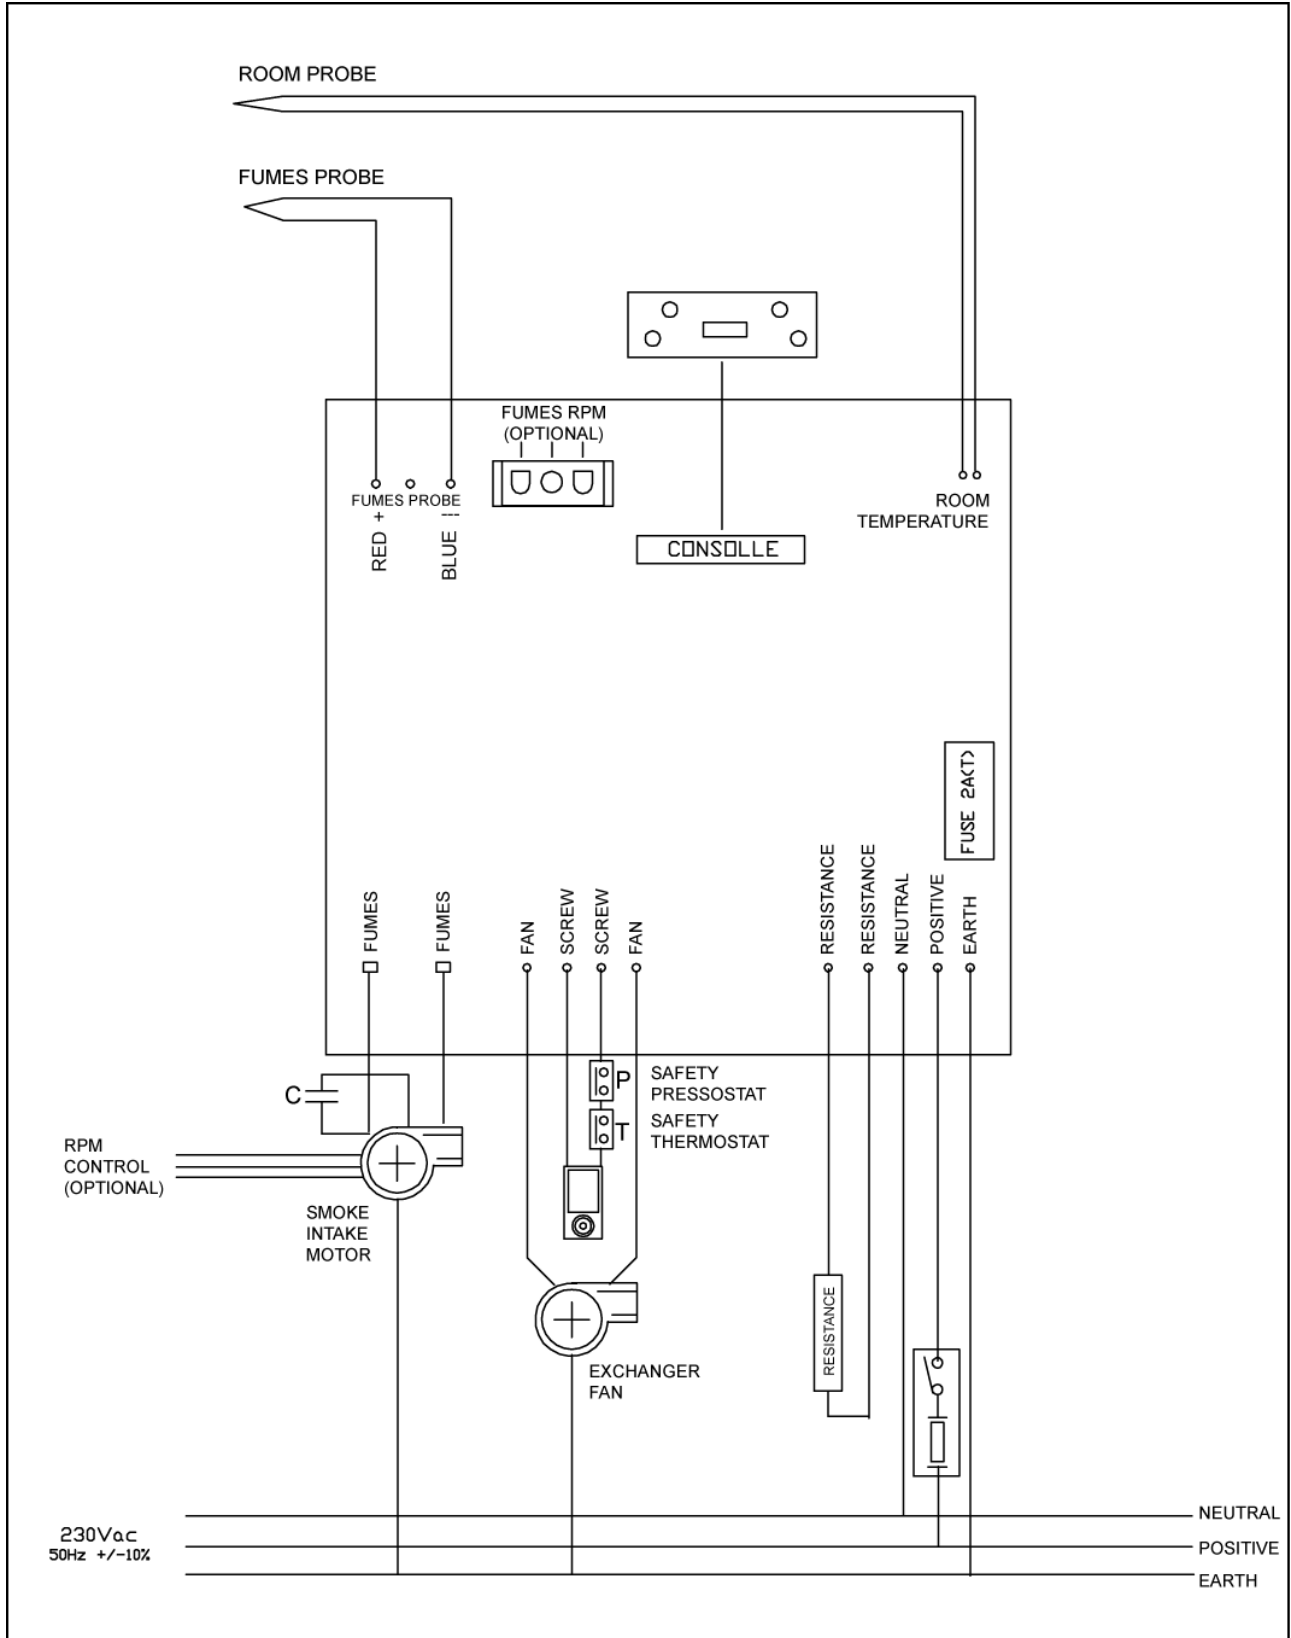 ROOM PROBE
FUMES PROBE
FUMES RPM
(OPTIONAL)
FUMES PROBE
RED +
BLUE ---
CONSOLLE
ROOM
TEMPERATURE
FUSE 2A(T)
FUMES
FUMES
FAN
SCREW
SCREW
FAN
RESISTANCE
RESISTANCE
NEUTRAL
POSITIVE
EARTH
C
P
SAFETY
PRESSOSTAT
T
SAFETY
THERMOSTAT
RPM
CONTROL
(OPTIONAL)
SMOKE
INTAKE
MOTOR
RESISTANCE
EXCHANGER
FAN
230Vac
50Hz +/-10%
NEUTRAL
POSITIVE
EARTH